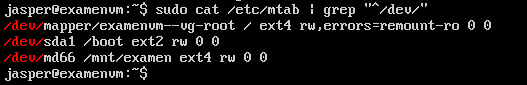 jasper@examenvm:~$ sudo cat /etc/mtab | grep "^/dev/"
/dev/mapper/examenvm--vg-root / ext4 rw,errors=remount-ro 0 0
/dev/sda1 /boot ext2 rw 0 0
/dev/md66 /mnt/examen ext4 rw 0 0
jasper@examenvm:~$